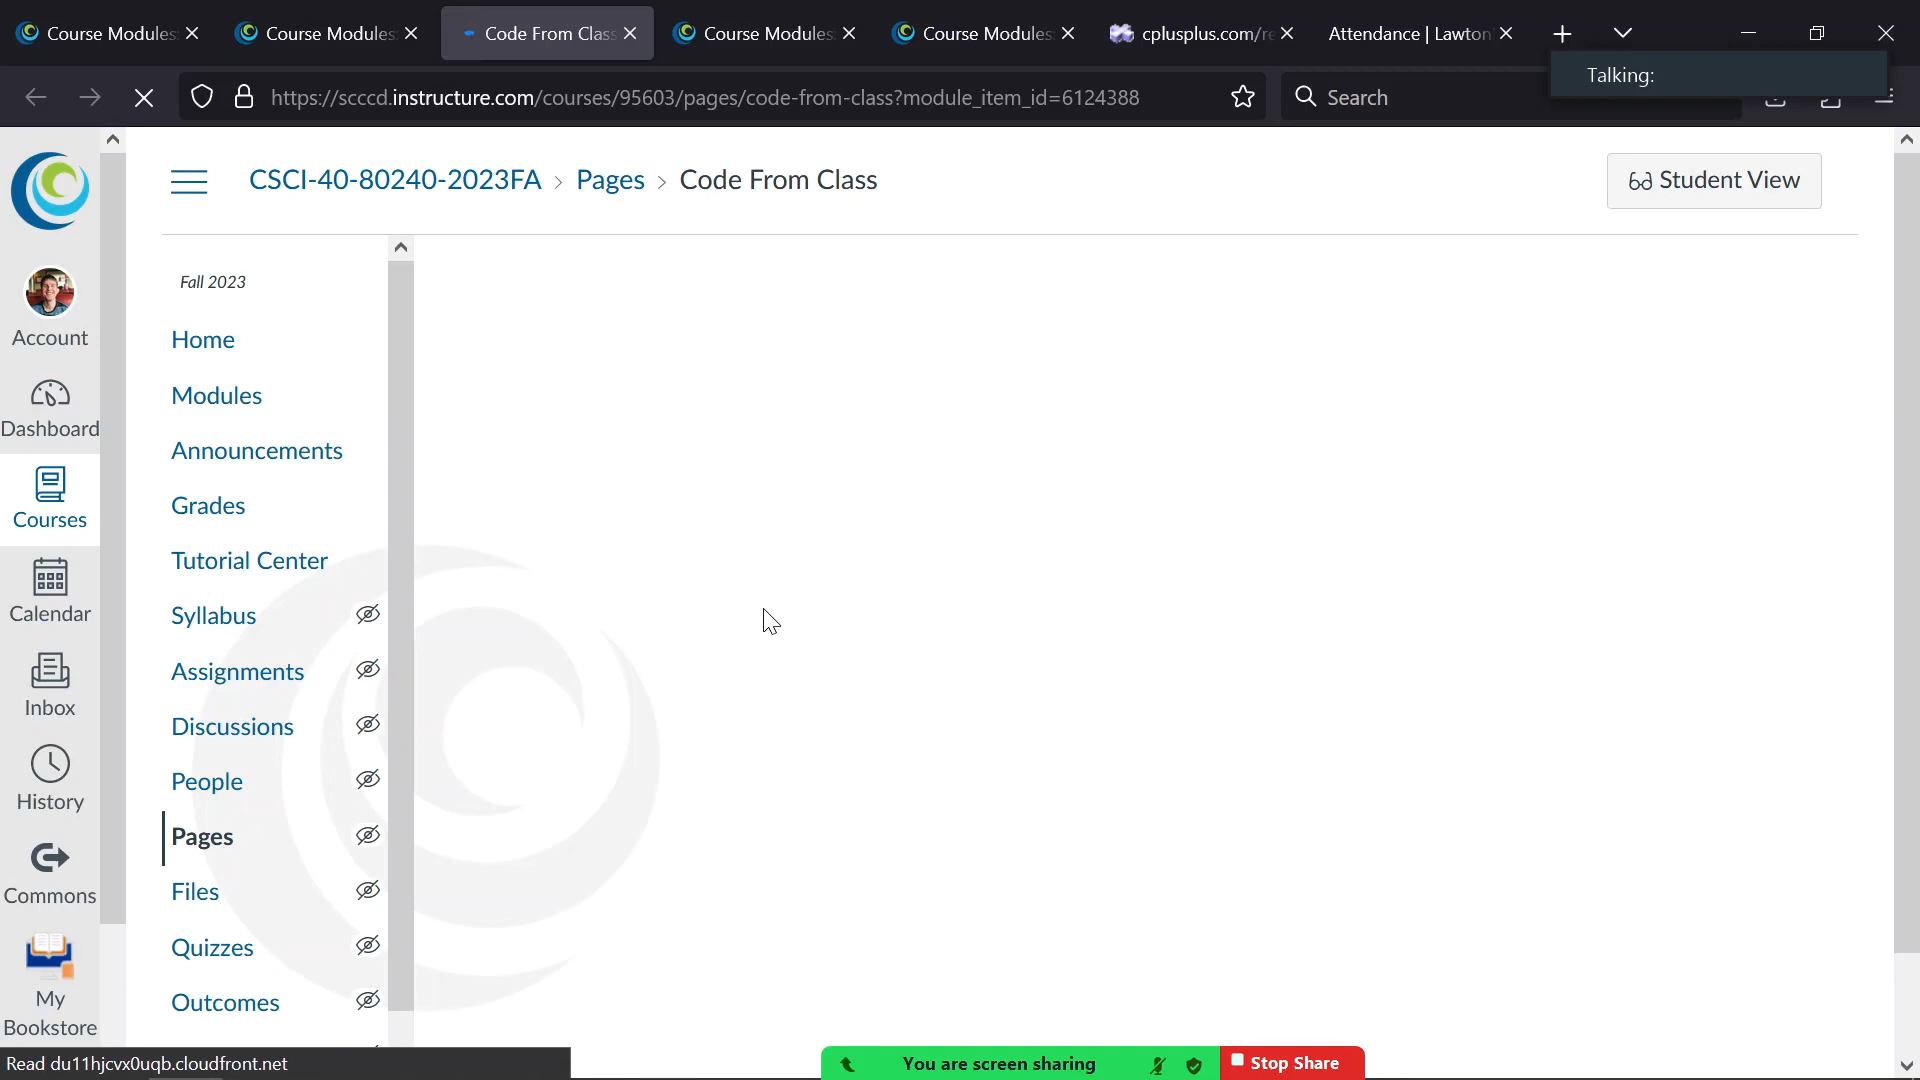 Course Modules:
Course Modules:
Code From Class
Course Modules:
Course Modules:
cplusplus.com/re
Attendance | Lawton
Talking:
https://scccd.instructure.com/courses/95603/pages/code-from-class?module_item_id=6124388
Search
CSCI-40-80240-2023FA > Pages > Code From Class
Student View
Account
Dashboard
Courses
Calendar
Inbox
History
Commons
My
Bookstore
Fall 2023
Home
Modules
Announcements
Grades
Tutorial Center
Syllabus
Assignments
Discussions
People
Pages
Files
Quizzes
Outcomes
Read du11hjcvx0uqb.cloudfront.net
You are screen sharing
Stop Share